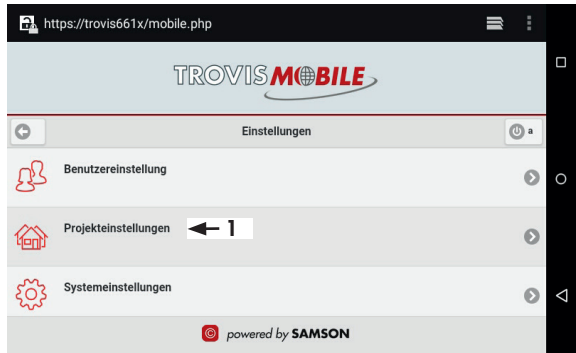 https://trovis661x/mobile.php
TROVIS MOBILE
Einstellungen
a
Benutzereinstellung
Projekteinstellungen 1
Systemeinstellungen
© powered by SAMSON